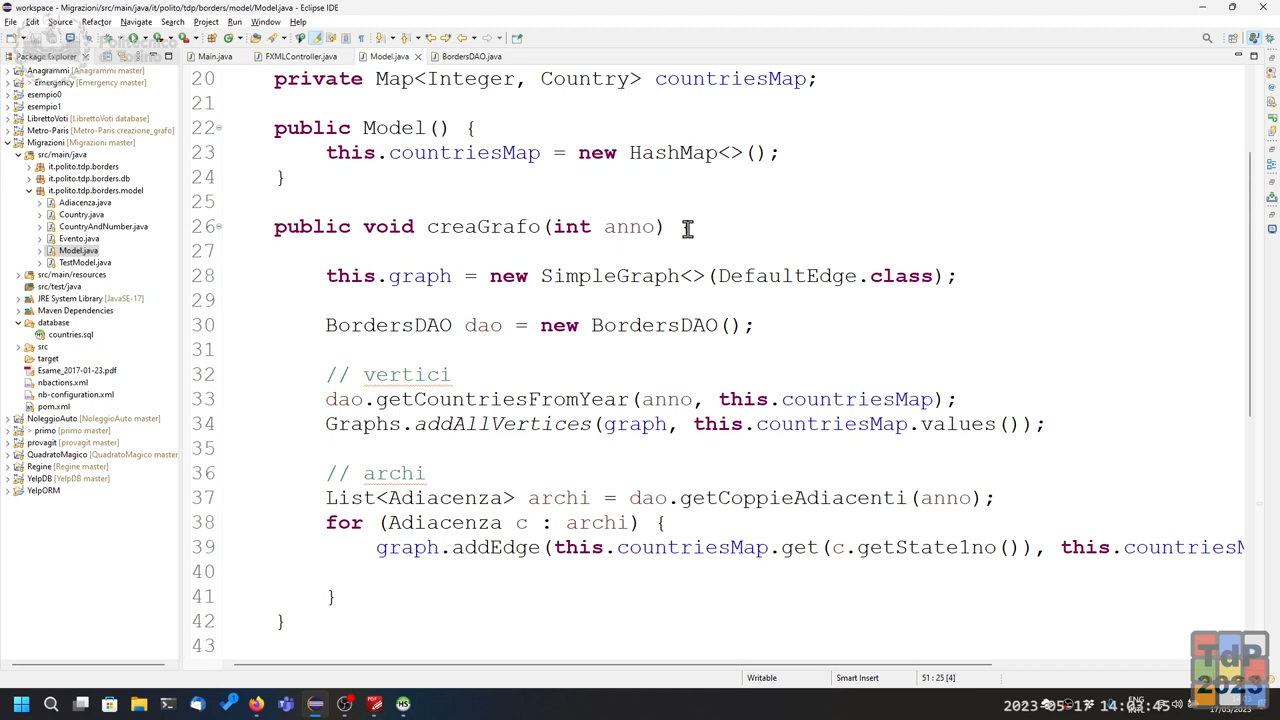 workspace - Migrazioni/src/main/java/it/polito/tdp/borders/model/Model.java - Eclipse IDE
File Edit Source Refactor Navigate Search Project Run Window Help
Package Explorer
Main.java FXMLController.java Model.java BordersDAO.java
Anagrammi [Anagrammi master]
Emergency [Emergency master]
esempio0
esempio1
LibrettoVoti [LibrettoVoti database]
Metro-Paris [Metro-Paris creazione_grafo]
Migrazioni [Migrazioni master]
src/main/java
it.polito.tdp.borders
it.polito.tdp.borders.db
it.polito.tdp.borders.model
Adiacenza.java
Country.java
CountryAndNumber.java
Evento.java
Model.java
TestModel.java
src/main/resources
src/test/java
JRE System Library [JavaSE-17]
Maven Dependencies
database
countries.sql
src
target
Esame_2017-01-23.pdf
nbactions.xml
nb-configuration.xml
pom.xml
NoleggioAuto [NoleggioAuto master]
> primo [primo master]
provagit [provagit master]
QuadratoMagico [QuadratoMagico master]
Regine [Regine master]
YelpDB [YelpDB master]
YelpORM
20 private Map<Integer, Country> countriesMap;
21
22 public Model() {
23 this.countriesMap = new HashMap<>();
24 }
25
26 public void creaGrafo(int anno)
27
28 this.graph = new SimpleGraph<>(DefaultEdge.class);
29
30 BordersDAO dao = new BordersDAO();
31
32 // vertici
33 dao.getCountriesFromYear(anno, this.countriesMap);
34 Graphs.addAllVertices(graph, this.countriesMap.values());
35
36 // archi
37 List<Adiacenza> archi = dao.getCoppieAdiacenti(anno);
38 for (Adiacenza c : archi) {
39 graph.addEdge(this.countriesMap.get(c.getState1no()), this.countriesM
40
41 }
42 }
43
Writable Smart Insert 51 : 25 [4]
TdP
2023
ENG
2023-05-17 14:05:45